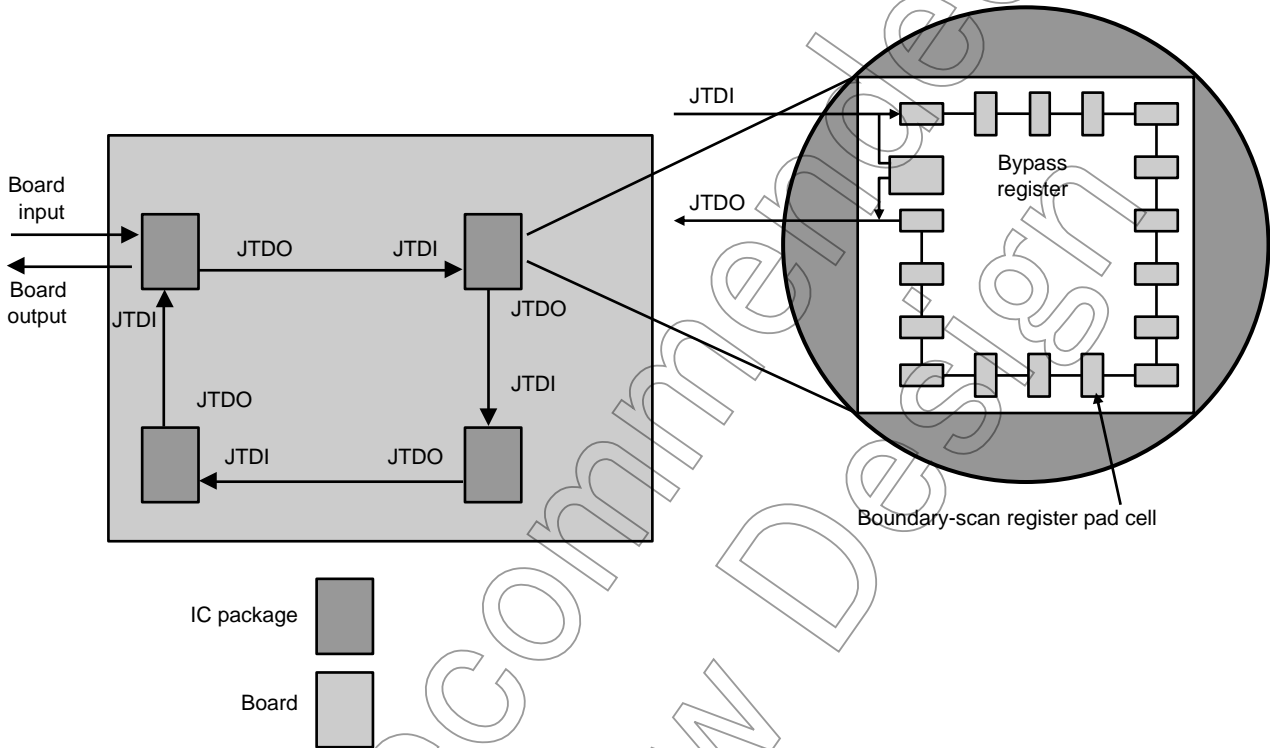 JTDI
Bypass
register
JTDO
Boundary-scan register pad cell
Board
input
Board
output
JTDO
JTDI
JTDO
JTDI
JTDO
JTDI
JTDO
JTDI
IC package
Board
Design